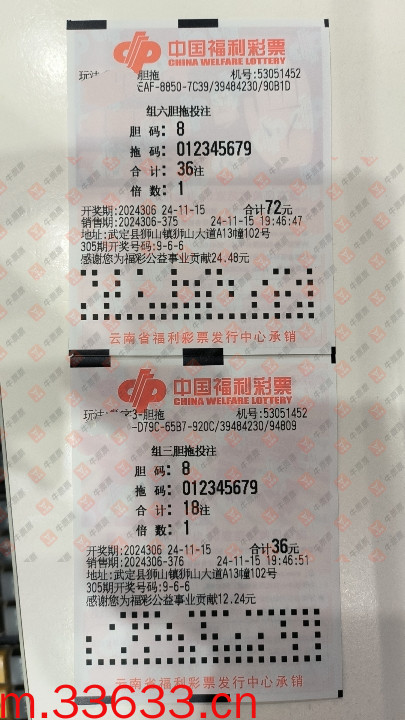 中国福利彩票
CHINA WELFARE LOTTERY
胆拖 机号:53051452
EAF-8850-7C39/39484230/90B1D
组六胆拖投注
胆 码: 8
拖 码: 012345679
合 计: 36注
倍 数: 1
开奖期:2024306 24-11-15 合计72元
销售期:2024306-375 24-11-15 19:46:47
地址:武定县狮山镇狮山大道A13幢102号
305期开奖号码:9-6-6
感谢您为福彩公益事业贡献24.48元
云南省福利彩票发行中心承销
中国福利彩票
CHINA WELFARE LOTTERY
3-胆拖 机号:53051452
-D79C-65B7-920C/39484230/94809
组三胆拖投注
胆 码: 8
拖 码: 012345679
合 计: 18注
倍 数: 1
开奖期:2024306 24-11-15 合计36元
销售期:2024306-376 24-11-15 19:46:51
地址:武定县狮山镇狮山大道A13幢102号
305期开奖号码:9-6-6
感谢您为福彩公益事业贡献12.24元
云南省福利彩票发行中心承销
m.33633.cn